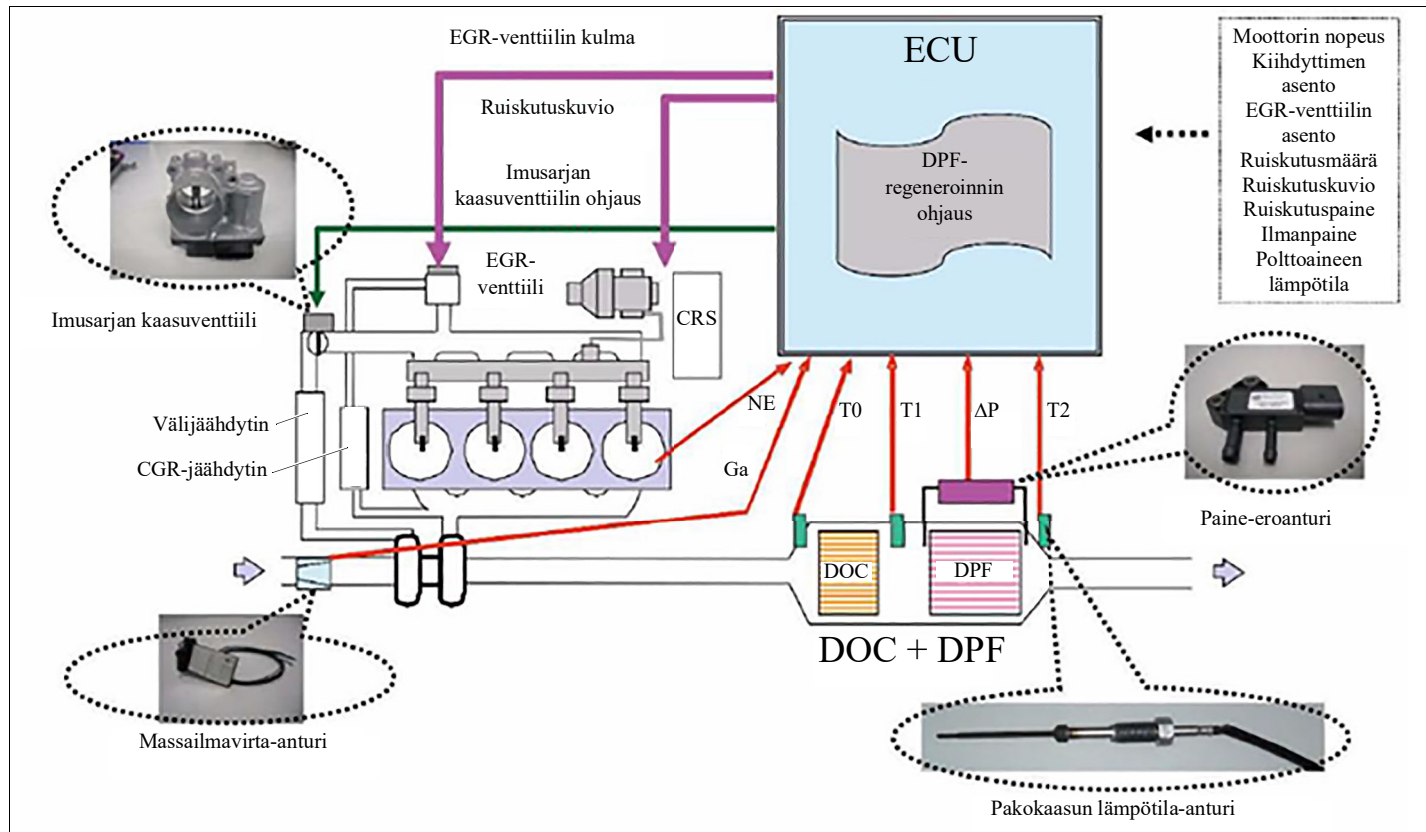 EGR-venttiilin kulma
Ruiskutuskuvio
Imusarjan
kaasuventtiilin ohjaus
ECU
DPF-
regeneroinnin
ohjaus
Moottorin nopeus
Kiihdyttimen
asento
EGR-venttiilin
asento
Ruiskutusmäärä
Ruiskutuskuvio
Ruiskutuspaine
Ilmanpaine
Polttoaineen
lämpötila
EGR-
venttiili
CRS
Imusarjan kaasuventtiili
Välijäähdytin
CGR-jäähdytin
NE
Ga
T0
T1
ΔP
T2
Paine-eroanturi
DOC
DPF
DOC + DPF
Massailmavirta-anturi
Pakokaasun lämpötila-anturi